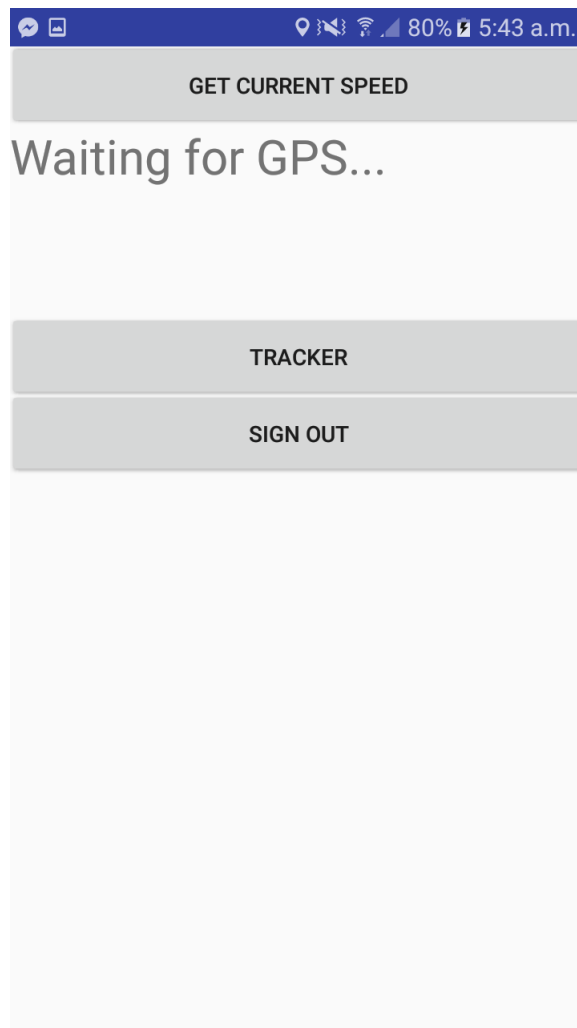 80% 5:43 a.m.
GET CURRENT SPEED
Waiting for GPS...
TRACKER
SIGN OUT